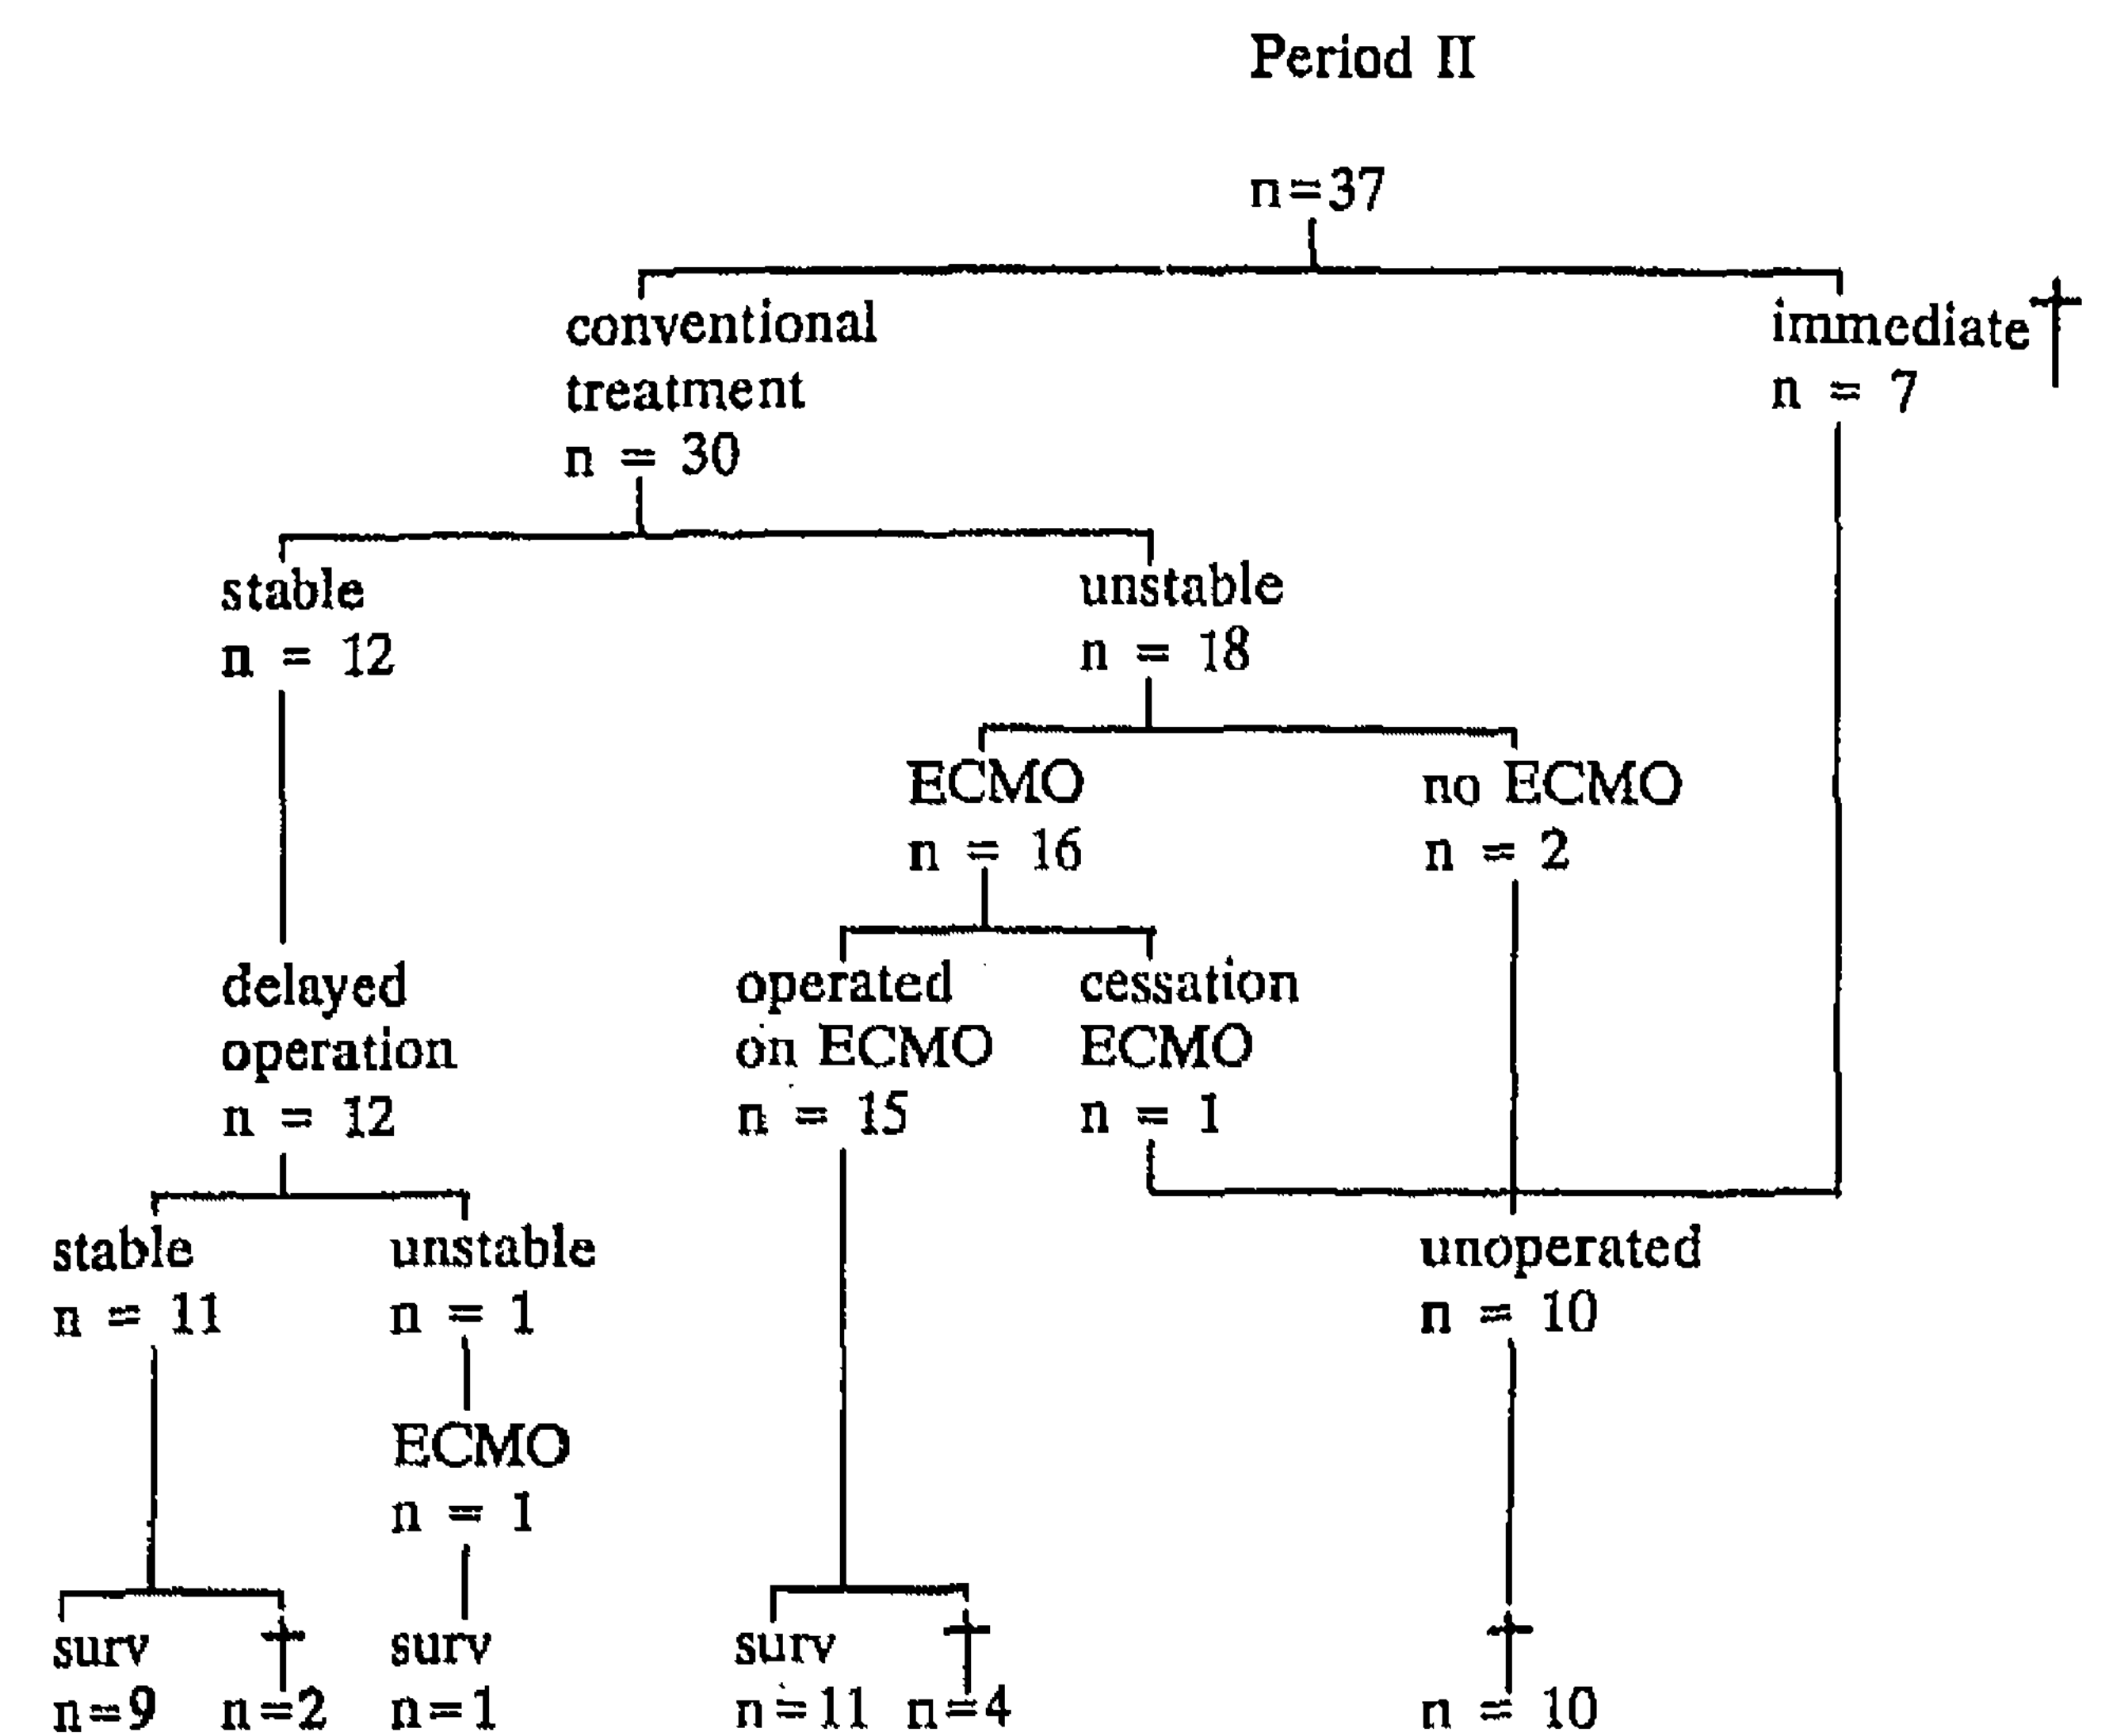 Period II
n=37
conventional
treatment
n = 30
immediate †
n = 7
stable
n = 12
unstable
n = 18
ECMO
n = 16
no ECMO
n = 2
delayed
operation
n = 12
operated
on ECMO
n = 15
cessation
ECMO
n = 1
stable
n = 11
unstable
n = 1
unoperated
n = 10
ECMO
n = 1
surv
n=9
†
n=2
surv
n=1
surv
n=11
†
n=4
†
n = 10